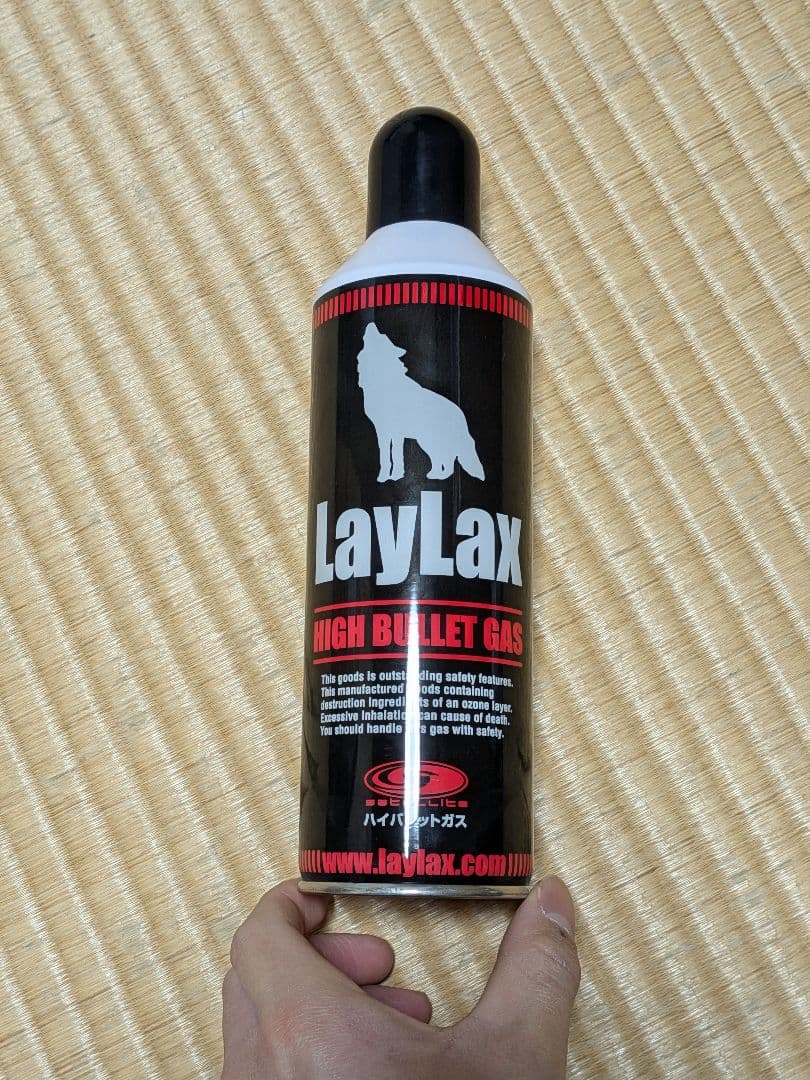 LayLax
HIGH BULLET GAS
This goods is outstanding safety features.
This manufactured goods containing
destruction ingredients of an ozone layer.
Excessive Inhalation can cause of death.
You should handle this gas with safety.
satellite
ハイバレットガス
www.laylax.com